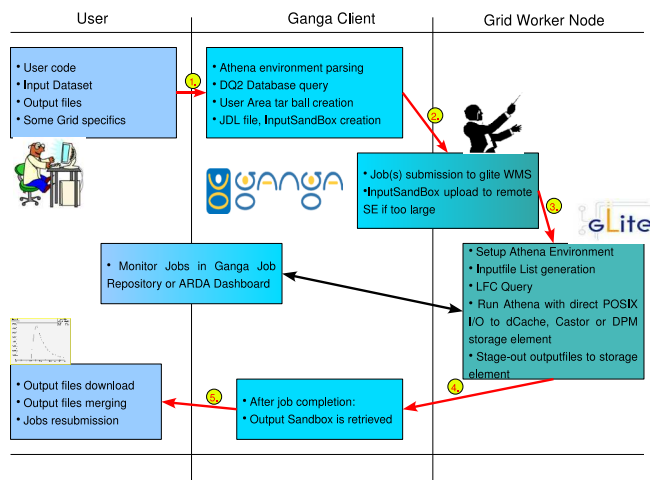 User
Ganga Client
Grid Worker Node
• User code
• Input Dataset
• Output files
• Some Grid specifics
1.
• Athena environment parsing
• DQ2 Database query
• User Area tar ball creation
• JDL file, InputSandBox creation
2.
ganga
• Job(s) submission to glite WMS
•InputSandBox upload to remote
SE if too large
3.
gLite
• Monitor Jobs in Ganga Job
Repository or ARDA Dashboard
• Setup Athena Environment
• Inputfile List generation
• LFC Query
• Run Athena with direct POSIX
I/O to dCache, Castor or DPM
storage element
• Stage-out outputfiles to storage
element
4.
• Output files download
• Output files merging
• Jobs resubmission
5.
• After job completion:
• Output Sandbox is retrieved